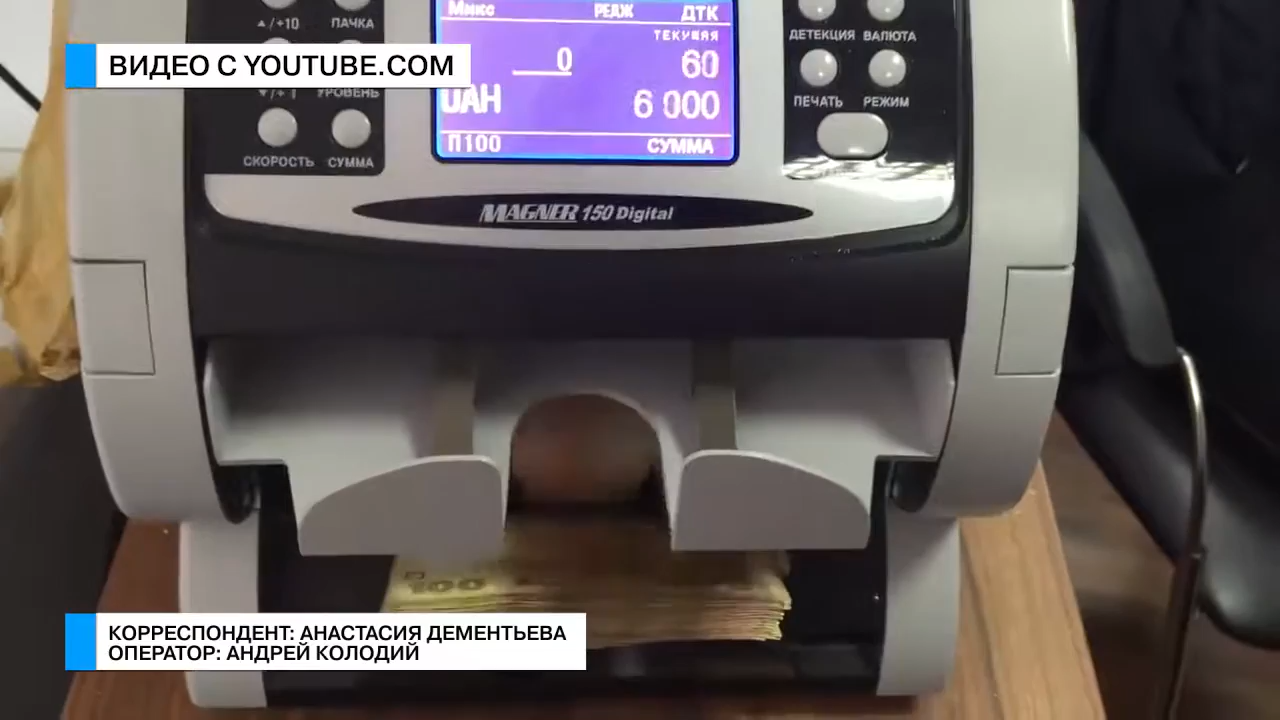 Микс РЕДЖ ДТК
ТЕКУЩАЯ
0 60
UAH 6 000
П100 СУММА
▲/+10 ПАЧКА
▼/+1 УРОВЕНЬ
СКОРОСТЬ СУММА
ДЕТЕКЦИЯ ВАЛЮТА
ПЕЧАТЬ РЕЖИМ
ВИДЕО С YOUTUBE.COM
MAGNER 150 Digital
100
КОРРЕСПОНДЕНТ: АНАСТАСИЯ ДЕМЕНТЬЕВА
ОПЕРАТОР: АНДРЕЙ КОЛОДИЙ